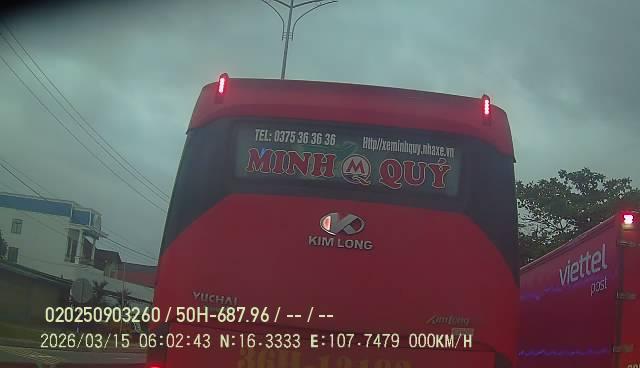 TEL: 0375 36 36 36
Http//xeminhquy.nhaxe.vn
MINH M QUÝ
KIM LONG
viettel
post
YUCHAI
KimLong
020250903260 / 50H-687.96 / -- / --
2026/03/15 06:02:43 N:16.3333 E:107.7479 000KM/H